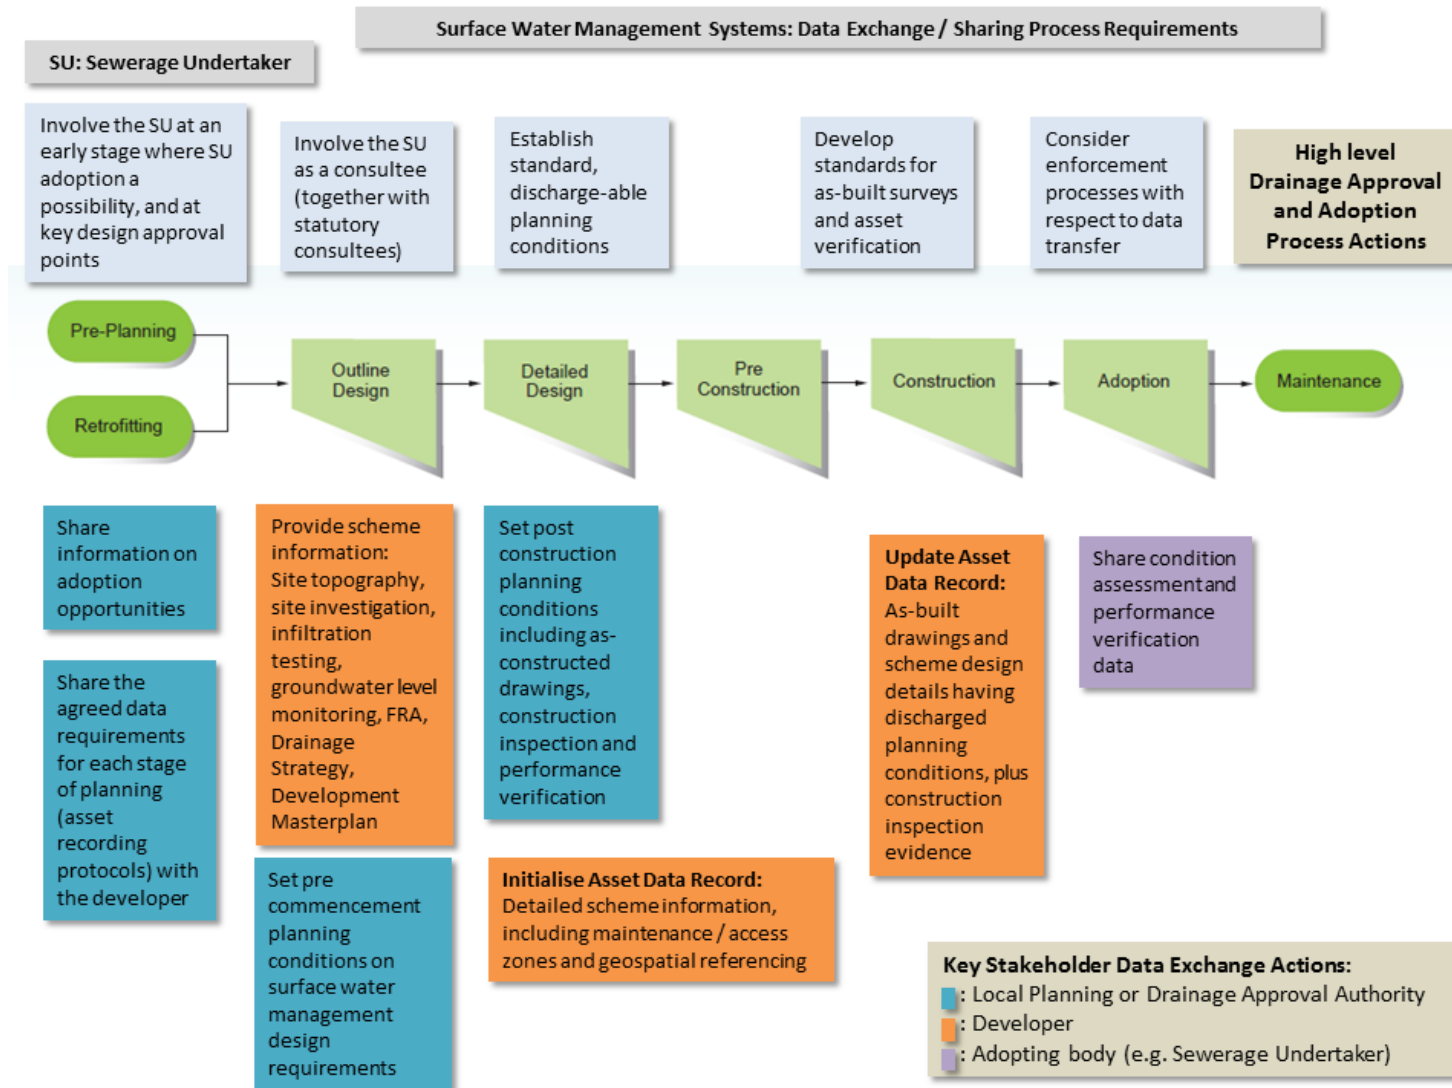 Surface Water Management Systems: Data Exchange / Sharing Process Requirements
SU: Sewerage Undertaker
Involve the SU at an
early stage where SU
adoption a
possibility, and at
key design approval
points
Involve the SU
as a consultee
(together with
statutory
consultees)
Establish
standard,
discharge-able
planning
conditions
Develop
standards for
as-built surveys
and asset
verification
Consider
enforcement
processes with
respect to data
transfer
High level
Drainage Approval
and Adoption
Process Actions
Pre-Planning
Retrofitting
Outline
Design
Detailed
Design
Pre
Construction
Construction
Adoption
Maintenance
Share
information on
adoption
opportunities
Share the
agreed data
requirements
for each stage
of planning
(asset
recording
protocols) with
the developer
Provide scheme
information:
Site topography,
site investigation,
infiltration
testing,
groundwater level
monitoring, FRA,
Drainage
Strategy,
Development
Masterplan
Set pre
commencement
planning
conditions on
surface water
management
design
requirements
Set post
construction
planning
conditions
including as-
constructed
drawings,
construction
inspection and
performance
verification
Initialise Asset Data Record:
Detailed scheme information,
including maintenance / access
zones and geospatial referencing
Update Asset
Data Record:
As-built
drawings and
scheme design
details having
discharged
planning
conditions, plus
construction
inspection
evidence
Share condition
assessment and
performance
verification
data
Key Stakeholder Data Exchange Actions:
: Local Planning or Drainage Approval Authority
: Developer
: Adopting body (e.g. Sewerage Undertaker)